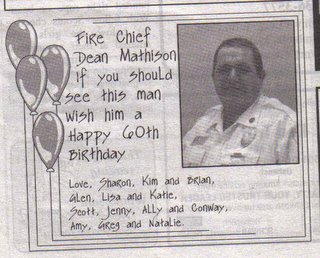 Fire Chief
Dean Mathison
if you should
see this man
wish him a
Happy 60th
Birthday
Love, Sharon, Kim and Brian,
Glen, Lisa and Katie,
Scott, Jenny, Ally and Conway,
Amy, Greg and Natalie.